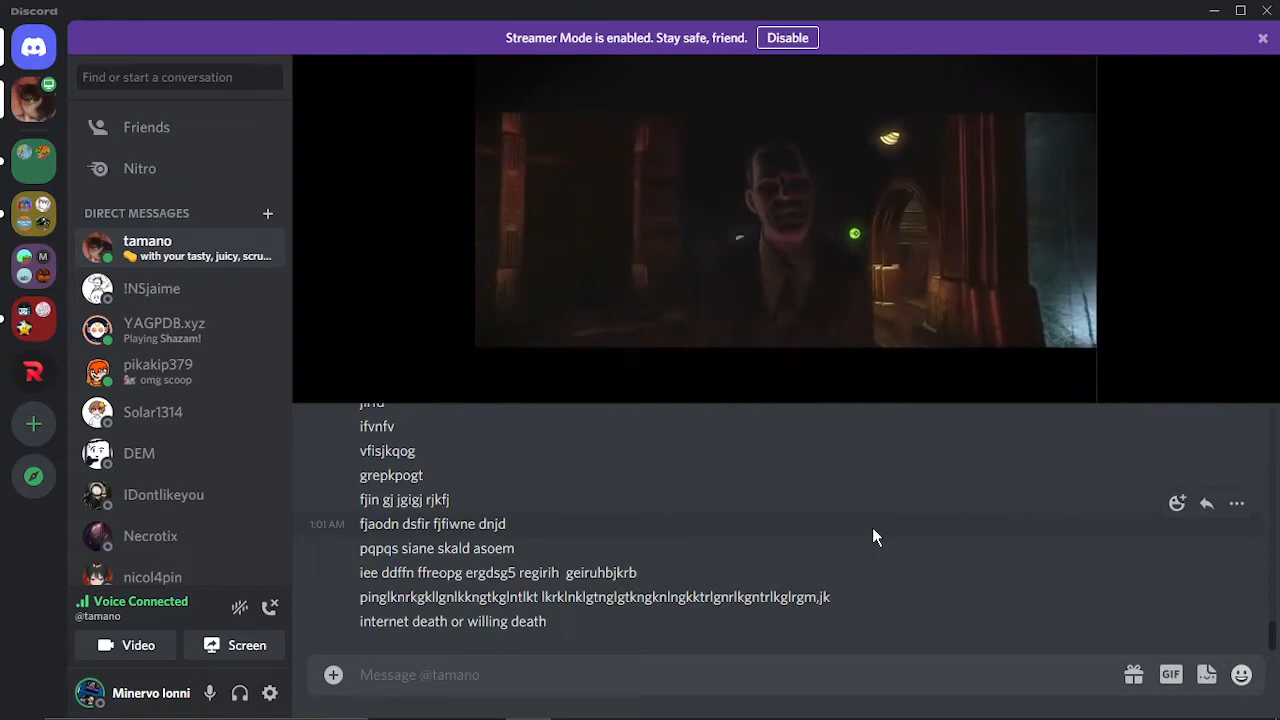 Discord
Streamer Mode is enabled. Stay safe, friend.
Disable
Find or start a conversation
Friends
Nitro
DIRECT MESSAGES
tamano
with your tasty, juicy, scru...
!NSjaime
YAGPDB.xyz
Playing Shazam!
pikakip379
omg scoop
Solar1314
DEM
IDontlikeyou
Necrotix
nicol4pin
Voice Connected
@tamano
Video
Screen
Minervo Ionni
ifvnfv
vfisjkqog
grepkpogt
fjin gj jgigj rjkfj
1:01 AM
fjaodn dsfir fjfiwne dnjd
pqpqs siane skald asoem
iee ddffn ffreopg ergdsg5 regirih  geiruhbjkrb
pinglknrkgkllgnlkkngtkglntlkt lkrklnklgtnglgtkngknlngkktrlgnrlkgntrlkglrgm,jk
internet death or willing death
Message @tamano
GIF